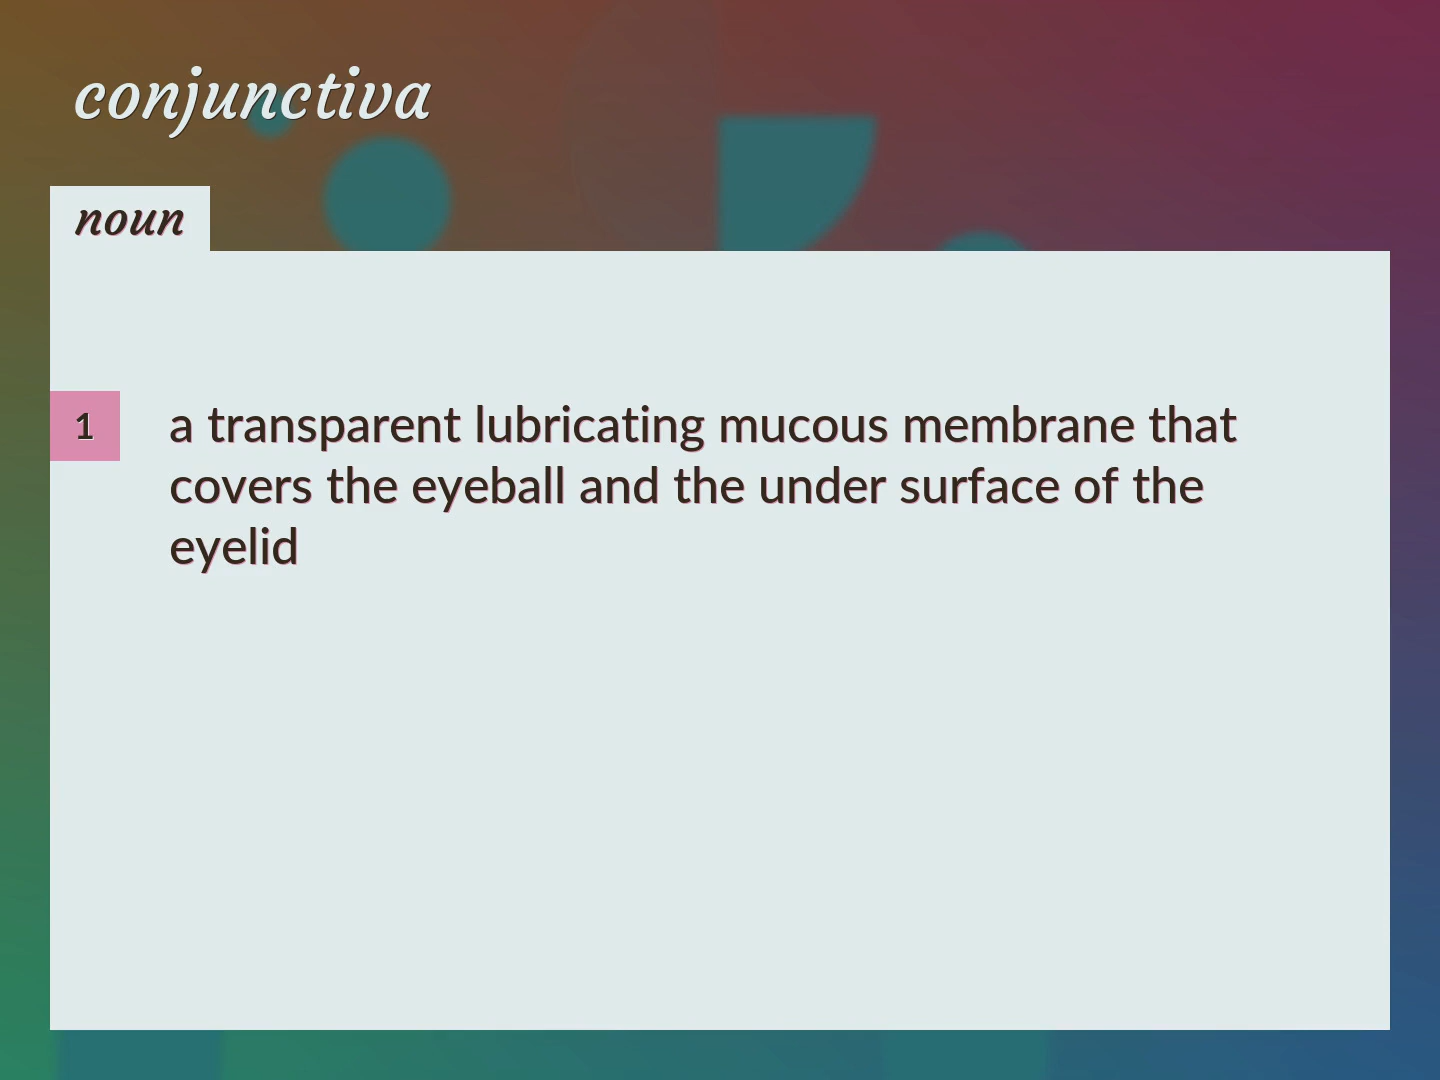 conjunctiva
noun
1
a transparent lubricating mucous membrane that
covers the eyeball and the under surface of the
eyelid